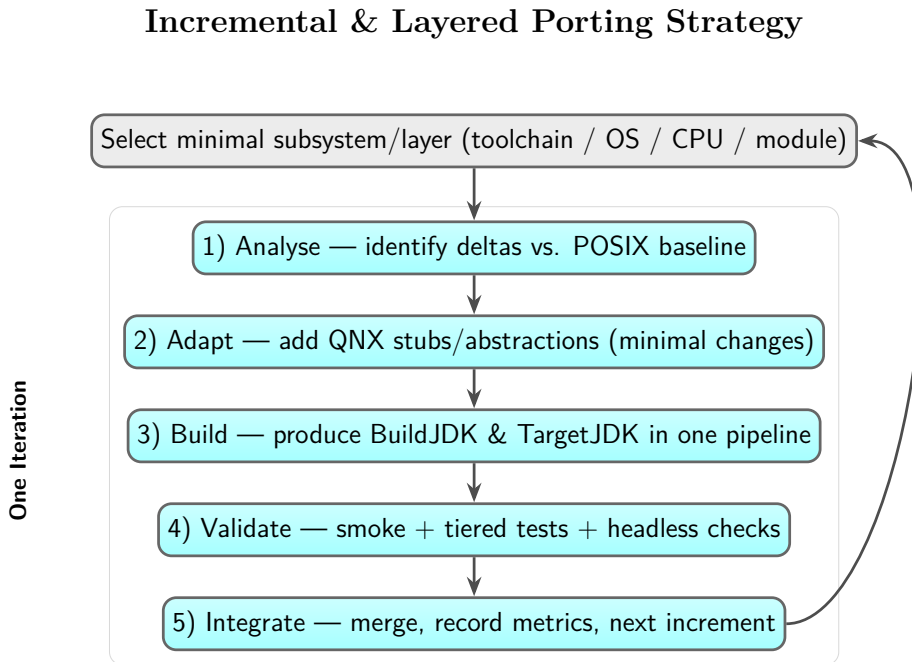 Incremental & Layered Porting Strategy
Select minimal subsystem/layer (toolchain / OS / CPU / module)
1) Analyse — identify deltas vs. POSIX baseline
2) Adapt — add QNX stubs/abstractions (minimal changes)
3) Build — produce BuildJDK & TargetJDK in one pipeline
4) Validate — smoke + tiered tests + headless checks
5) Integrate — merge, record metrics, next increment
One Iteration